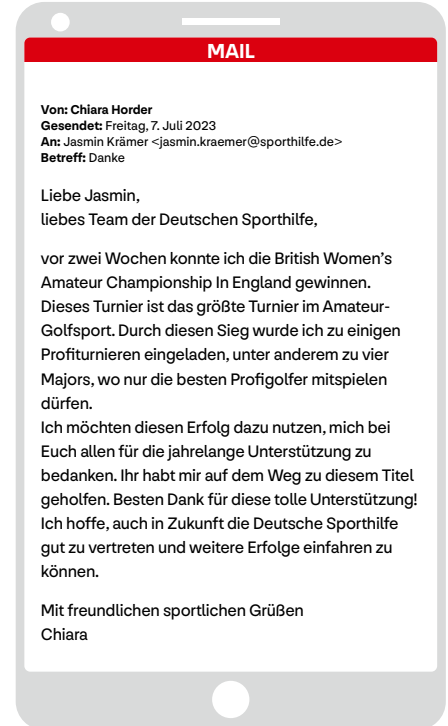 MAIL
Von: Chiara Horder
Gesendet: Freitag, 7. Juli 2023
An: Jasmin Krämer <jasmin.kraemer@sporthilfe.de>
Betreff: Danke
Liebe Jasmin,
liebes Team der Deutschen Sporthilfe,
vor zwei Wochen konnte ich die British Women’s
Amateur Championship In England gewinnen.
Dieses Turnier ist das größte Turnier im Amateur-
Golfsport. Durch diesen Sieg wurde ich zu einigen
Profiturnieren eingeladen, unter anderem zu vier
Majors, wo nur die besten Profigolfer mitspielen
dürfen.
Ich möchten diesen Erfolg dazu nutzen, mich bei
Euch allen für die jahrelange Unterstützung zu
bedanken. Ihr habt mir auf dem Weg zu diesem Titel
geholfen. Besten Dank für diese tolle Unterstützung!
Ich hoffe, auch in Zukunft die Deutsche Sporthilfe
gut zu vertreten und weitere Erfolge einfahren zu
können.
Mit freundlichen sportlichen Grüßen
Chiara